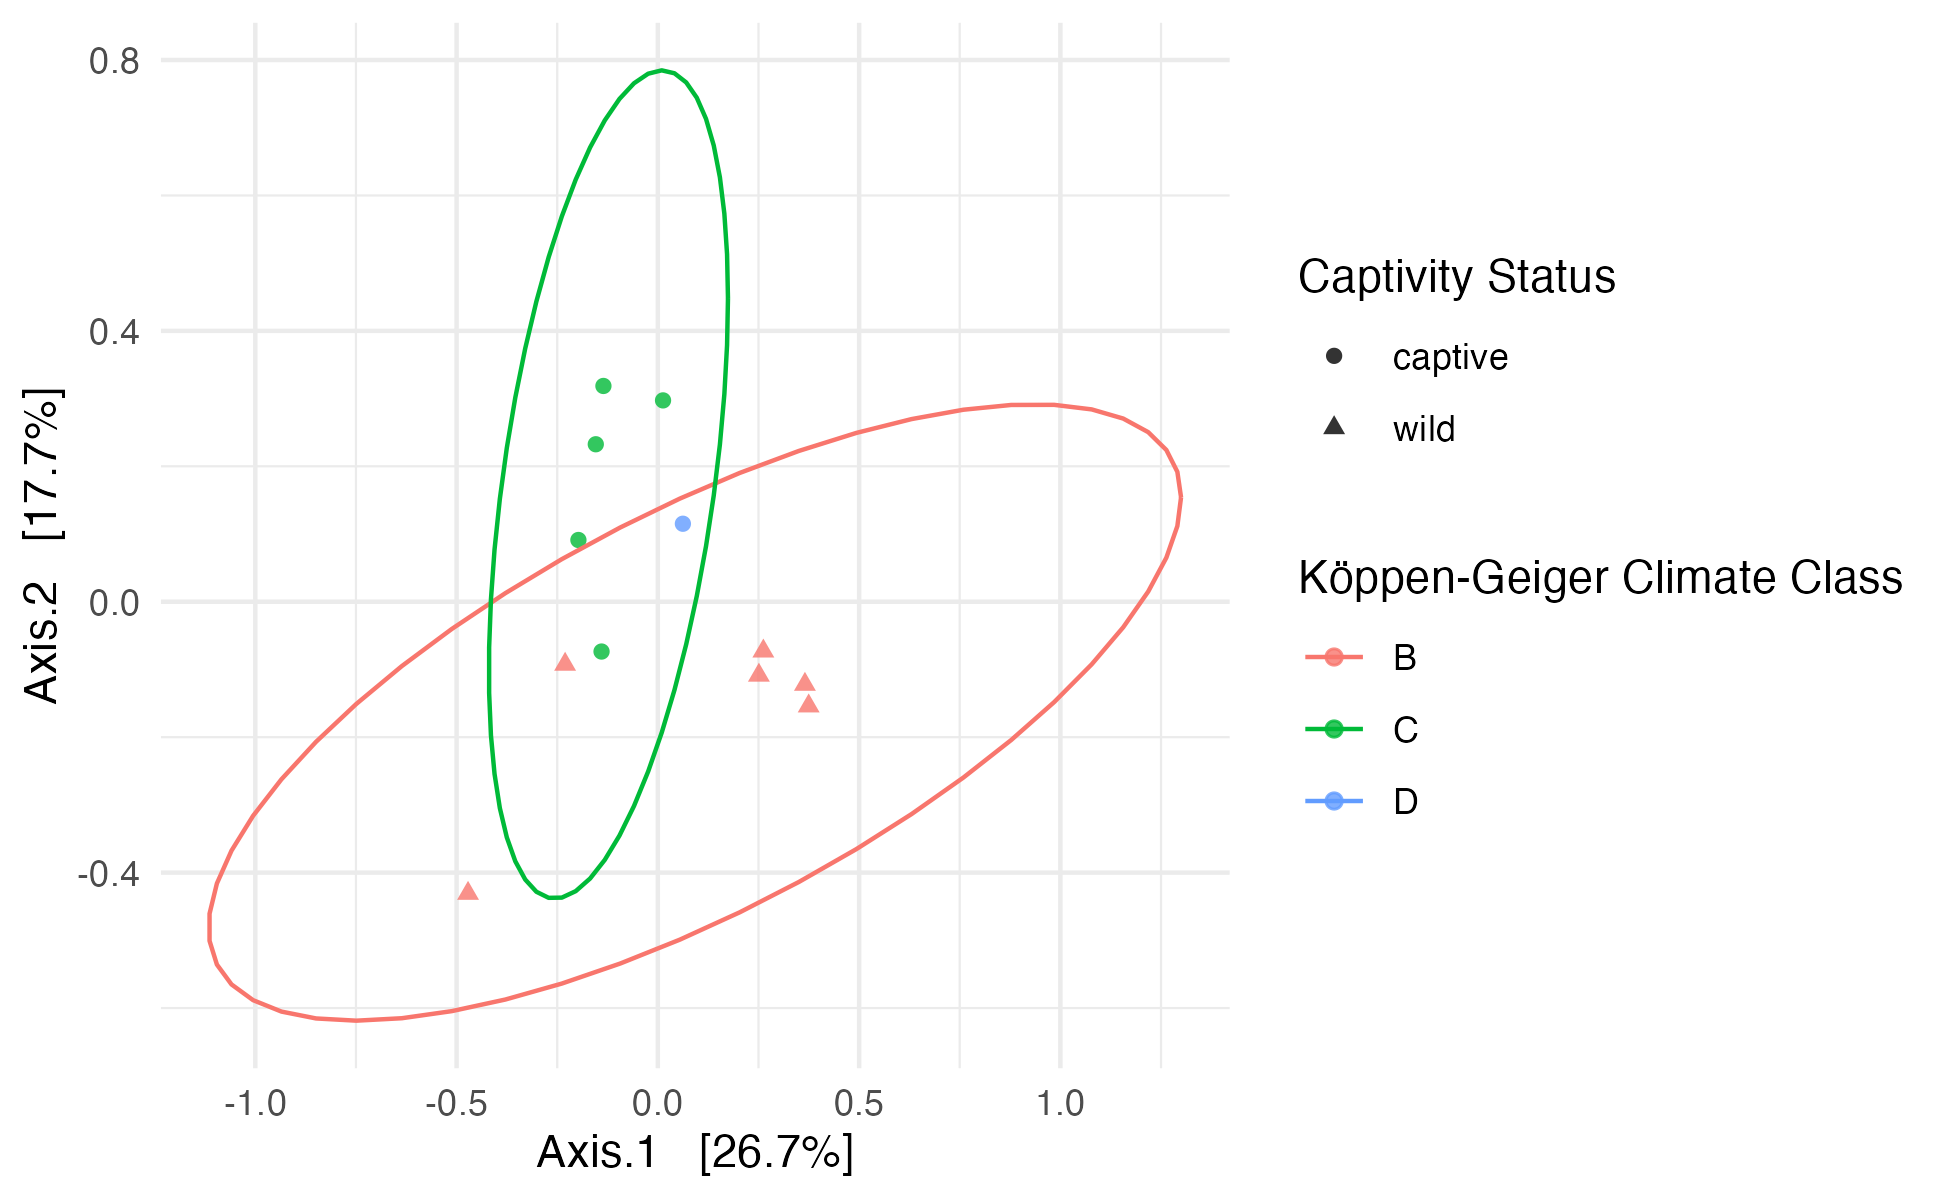 0.8
0.4
0.0
-0.4
Axis.2 [17.7%]
-1.0 -0.5 0.0 0.5 1.0
Axis.1 [26.7%]
Captivity Status
captive
wild
Köppen-Geiger Climate Class
B
C
D